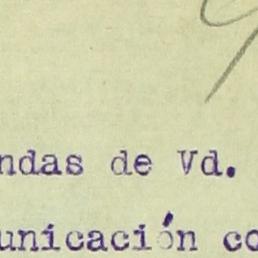 ndas de Vd.
unicación co